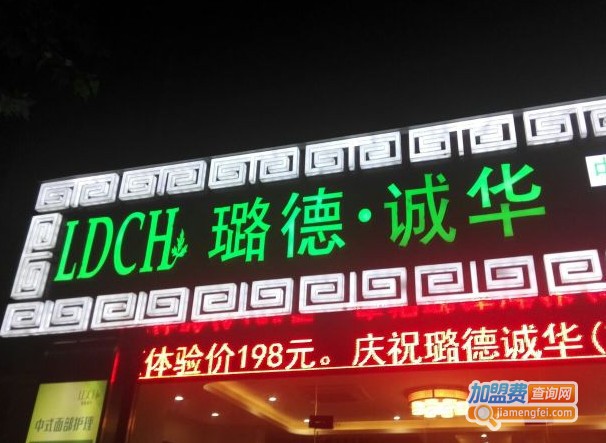 LDCH 璐德·诚华
体验价198元。庆祝璐德诚华(
中式面部护理
加盟费查询网
jiamengfei.com